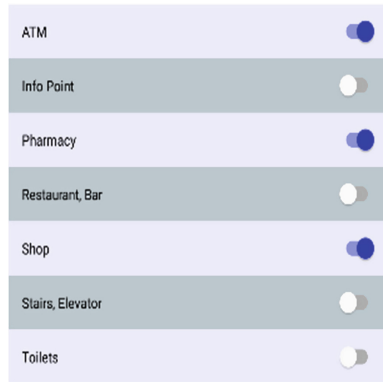 ATM
Info Point
Pharmacy
Restaurant, Bar
Shop
Stairs, Elevator
Toilets